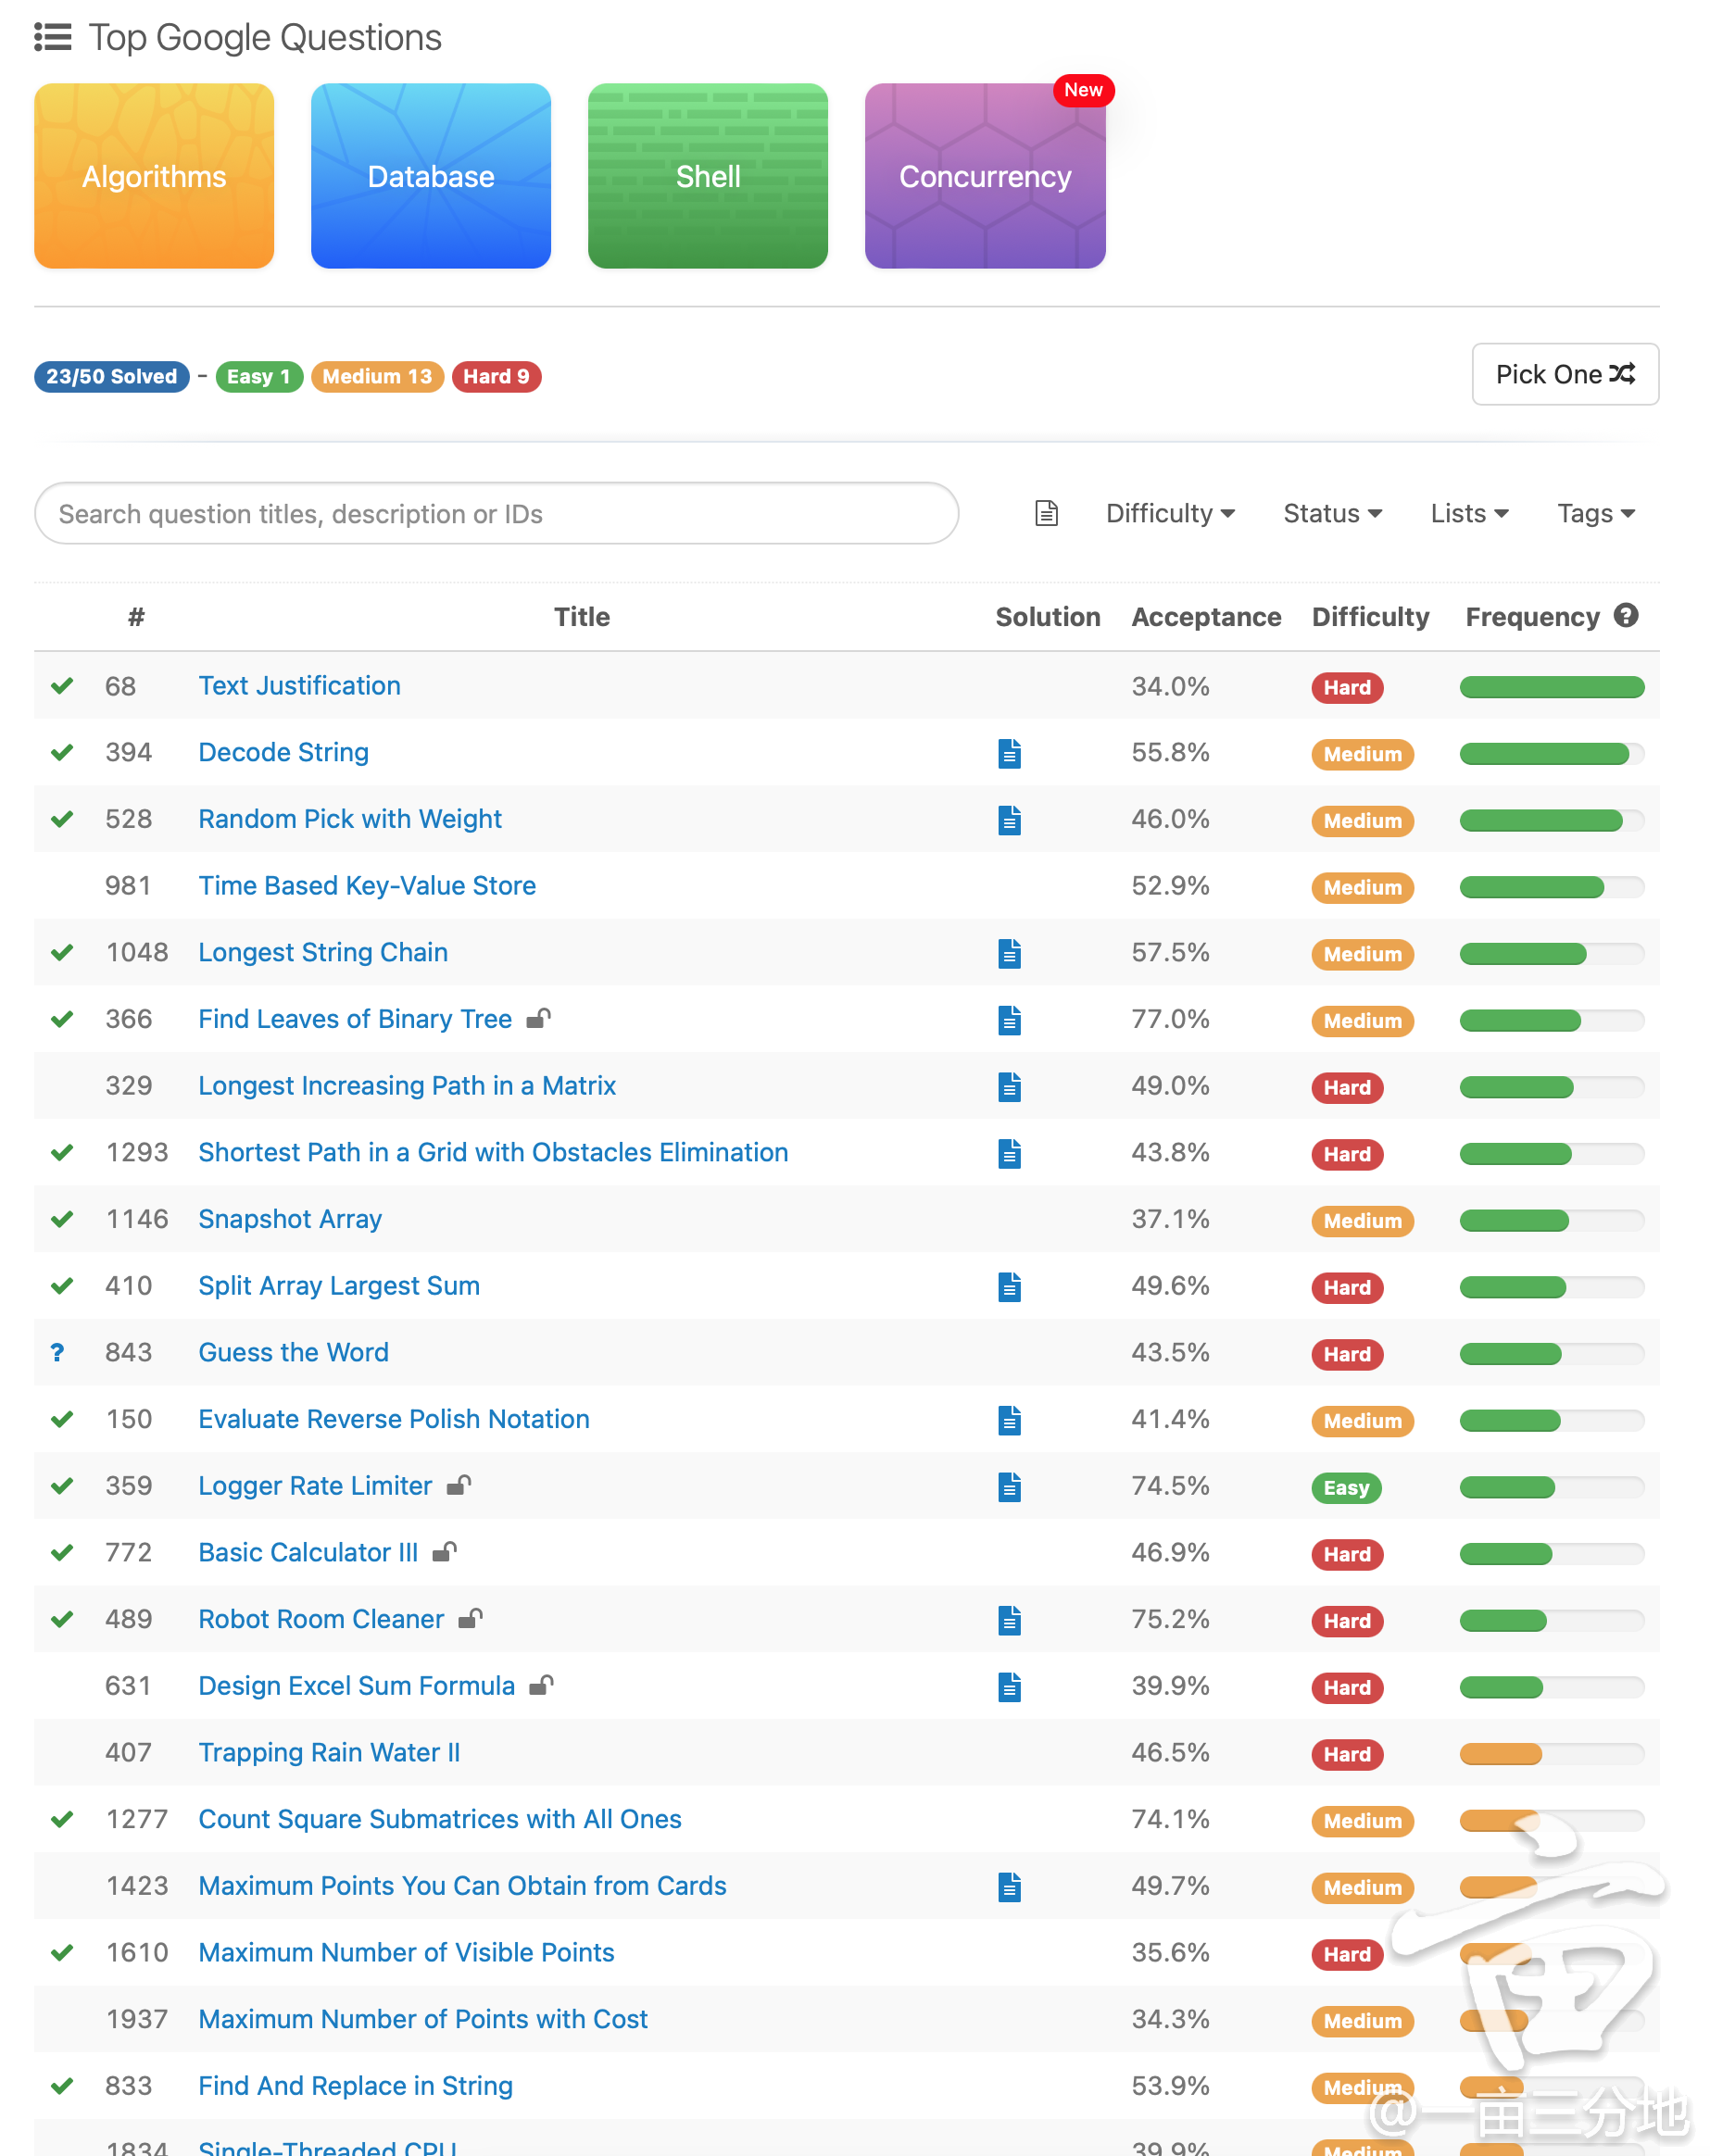 Top Google Questions
Algorithms
Database
Shell
Concurrency
New
23/50 Solved - Easy 1 Medium 13 Hard 9
Pick One
Search question titles, description or IDs
Difficulty Status Lists Tags
# Title Solution Acceptance Difficulty Frequency ?
68 Text Justification 34.0% Hard
394 Decode String 55.8% Medium
528 Random Pick with Weight 46.0% Medium
981 Time Based Key-Value Store 52.9% Medium
1048 Longest String Chain 57.5% Medium
366 Find Leaves of Binary Tree 77.0% Medium
329 Longest Increasing Path in a Matrix 49.0% Hard
1293 Shortest Path in a Grid with Obstacles Elimination 43.8% Hard
1146 Snapshot Array 37.1% Medium
410 Split Array Largest Sum 49.6% Hard
? 843 Guess the Word 43.5% Hard
150 Evaluate Reverse Polish Notation 41.4% Medium
359 Logger Rate Limiter 74.5% Easy
772 Basic Calculator III 46.9% Hard
489 Robot Room Cleaner 75.2% Hard
631 Design Excel Sum Formula 39.9% Hard
407 Trapping Rain Water II 46.5% Hard
1277 Count Square Submatrices with All Ones 74.1% Medium
1423 Maximum Points You Can Obtain from Cards 49.7% Medium
1610 Maximum Number of Visible Points 35.6% Hard
1937 Maximum Number of Points with Cost 34.3% Medium
833 Find And Replace in String 53.9% Medium
1834 Single-Threaded CPU 39.9% Medium
亩
@一亩三分地